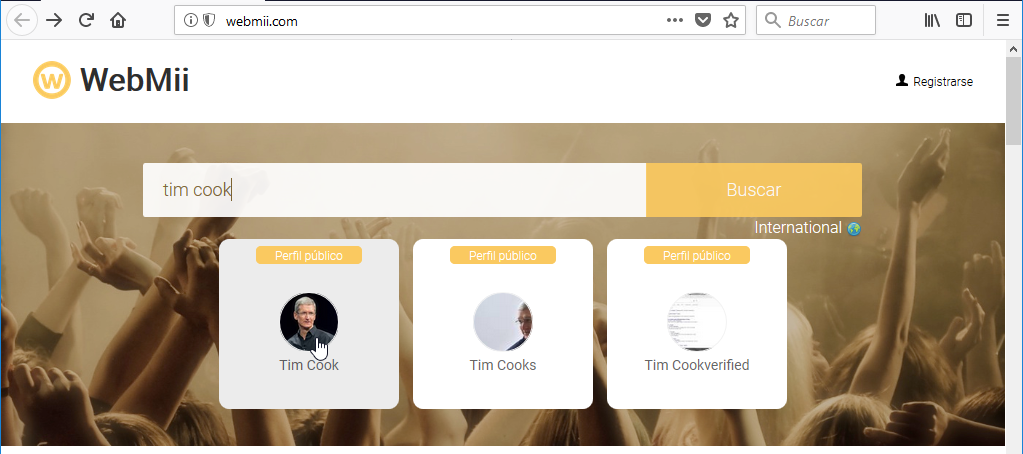 webmii.com
Buscar
W WebMii
Registrarse
tim cook
Buscar
International
Perfil público
Perfil público
Perfil público
Tim Cook
Tim Cooks
Tim Cookverified